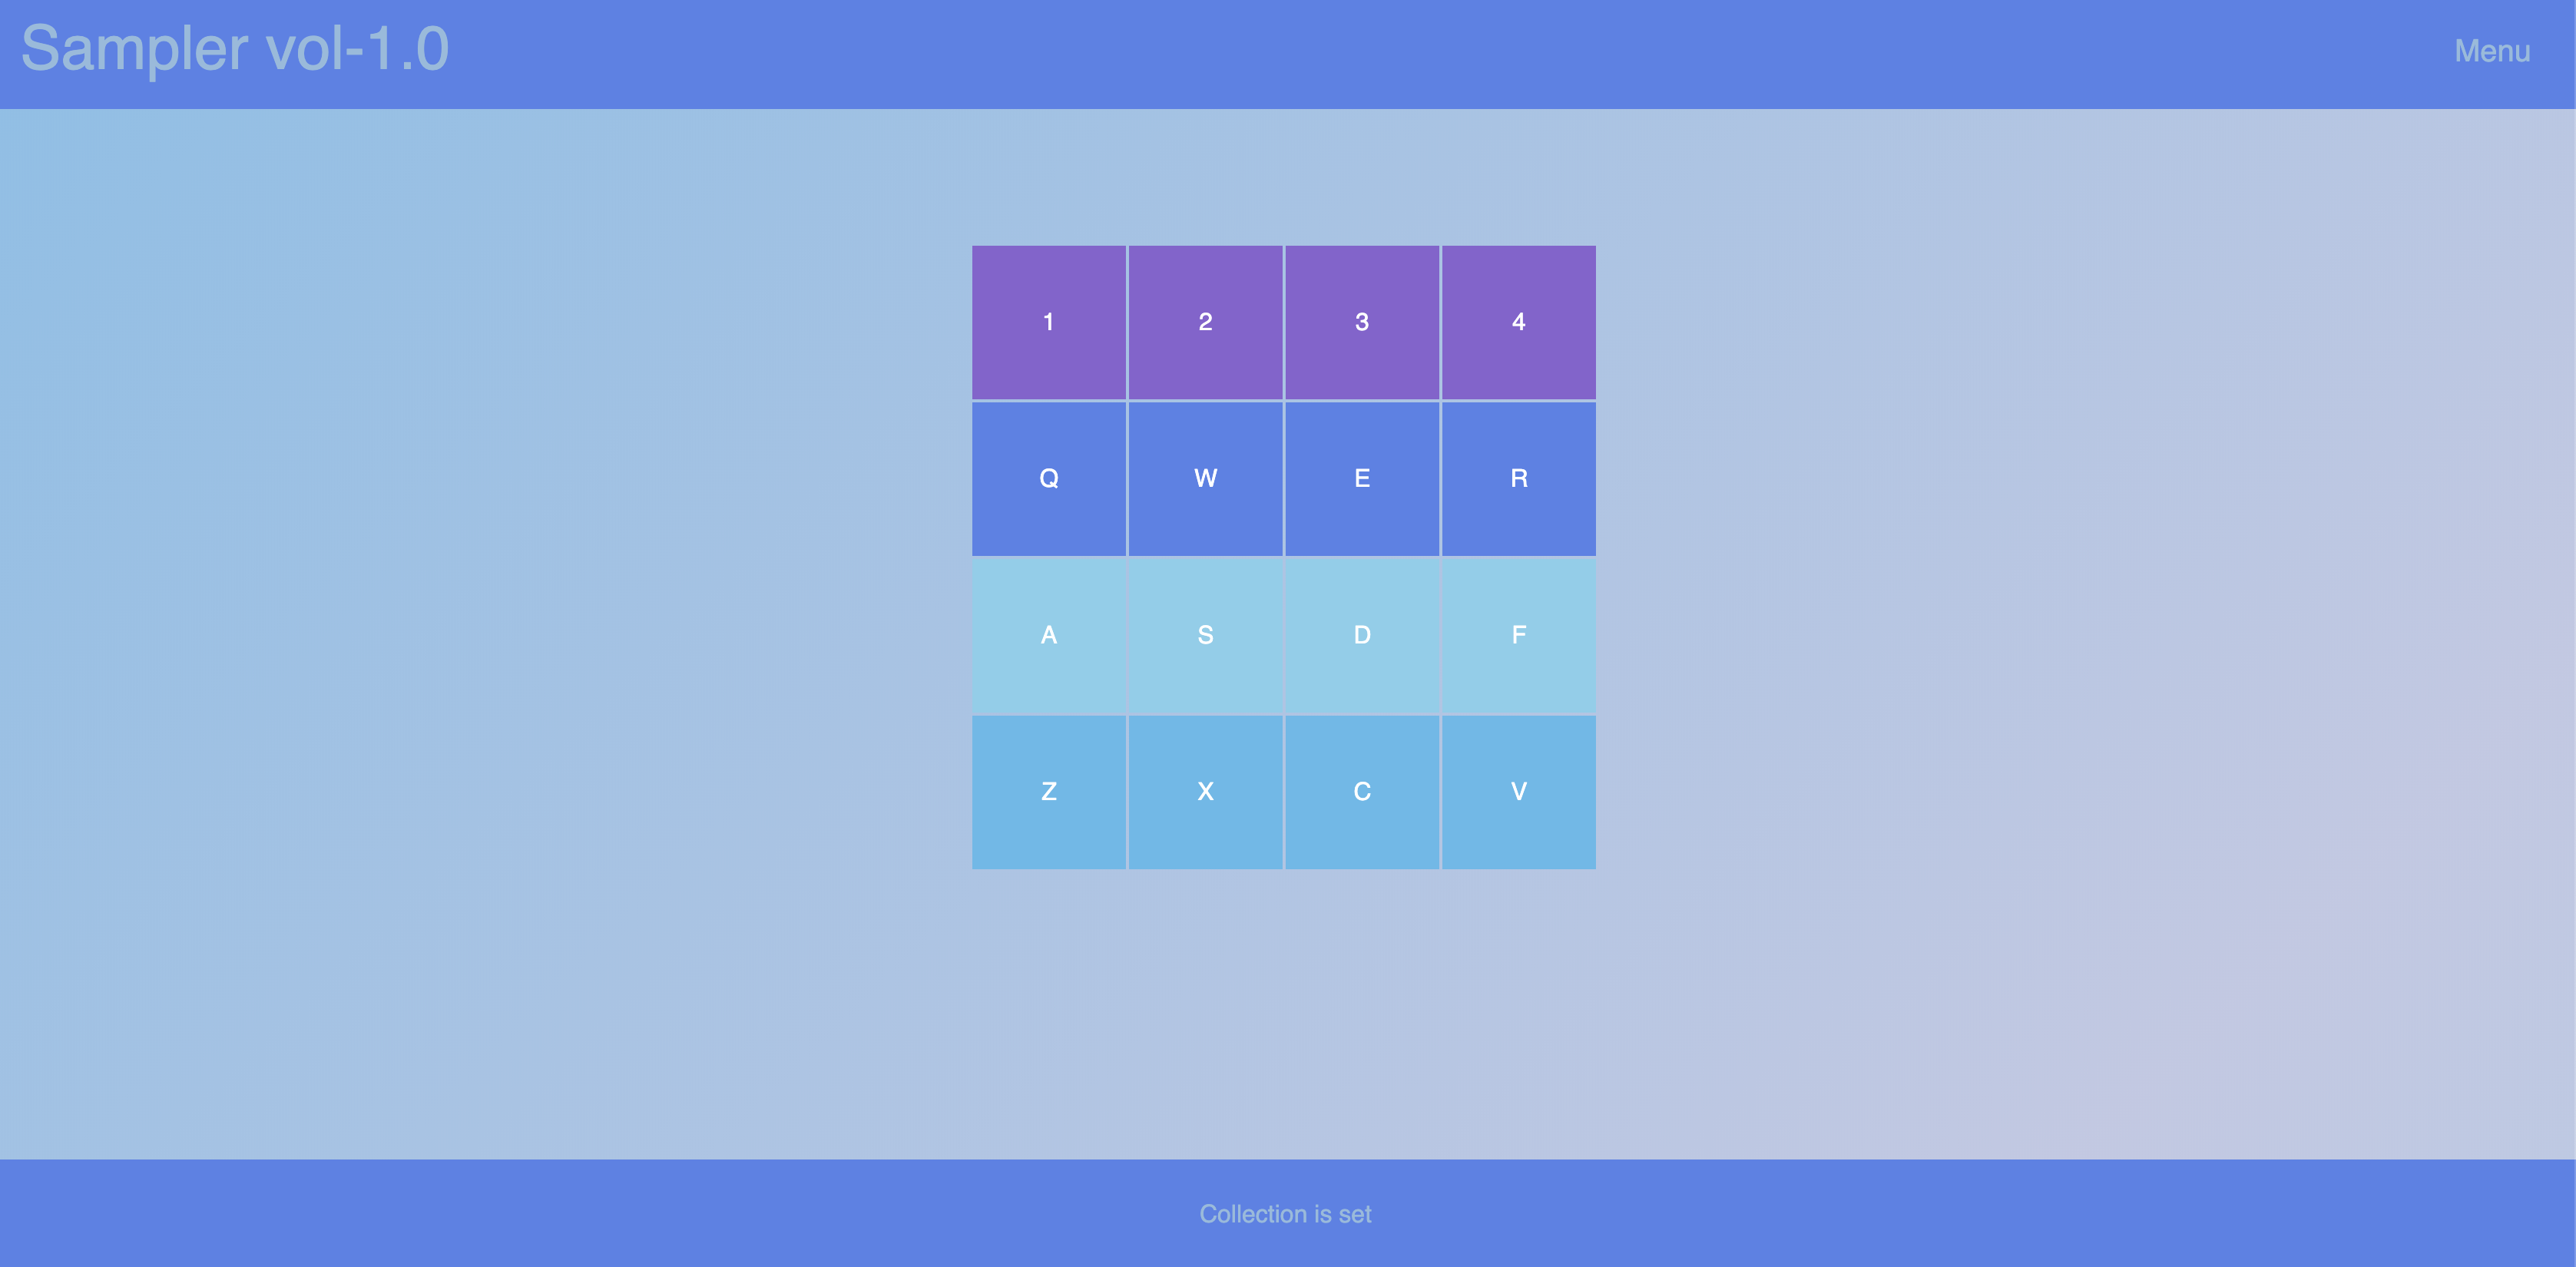 Sampler vol-1.0
Menu
1 2 3 4
Q W E R
A S D F
Z X C V
Collection is set